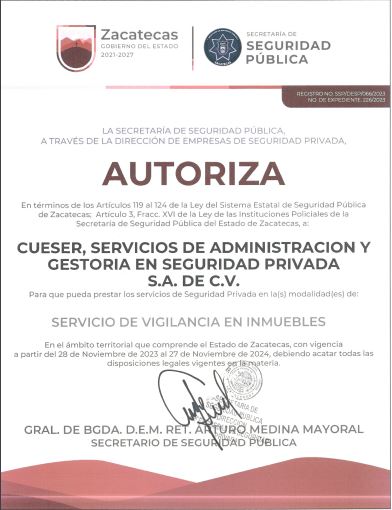 Zacatecas
GOBIERNO DEL ESTADO
2021-2027
SECRETARÍA DE
SEGURIDAD
PÚBLICA
REGISTRO NO. SSP/DESP/066/2023
NO. DE EXPEDIENTE. 226/2023
LA SECRETARÍA DE SEGURIDAD PÚBLICA,
A TRAVÉS DE LA DIRECCIÓN DE EMPRESAS DE SEGURIDAD PRIVADA,
AUTORIZA
En términos de los Artículos 119 al 124 de la Ley del Sistema Estatal de Seguridad Pública
de Zacatecas; Artículo 3, Fracc. XVI de la Ley de las Instituciones Policiales de la
Secretaría de Seguridad Pública del Estado de Zacatecas, a:
CUESER, SERVICIOS DE ADMINISTRACION Y
GESTORIA EN SEGURIDAD PRIVADA
S.A. DE C.V.
Para que pueda prestar los servicios de Seguridad Privada en la(s) modalidad(es) de:
SERVICIO DE VIGILANCIA EN INMUEBLES
En el ámbito territorial que comprende el Estado de Zacatecas, con vigencia
a partir del 28 de Noviembre de 2023 al 27 de Noviembre de 2024, debiendo acatar todas las
disposiciones legales vigentes en la materia.
GRAL. DE BGDA. D.E.M. RET. ARTURO MEDINA MAYORAL
SECRETARIO DE SEGURIDAD PÚBLICA